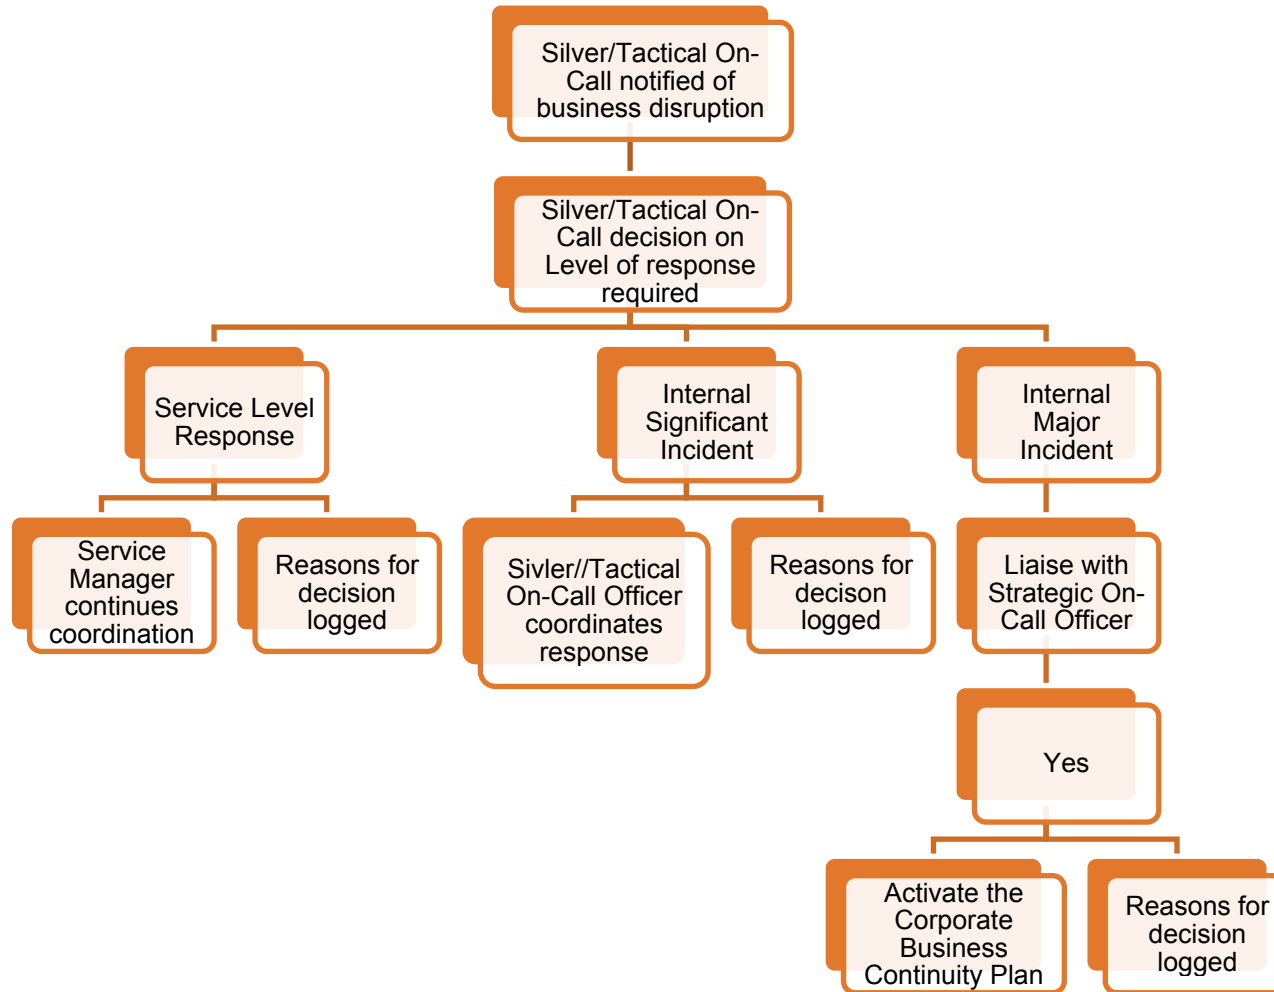 Silver/Tactical On-
Call notified of
business disruption
Silver/Tactical On-
Call decision on
Level of response
required
Service Level
Response
Internal
Significant
Incident
Internal
Major
Incident
Service
Manager
continues
coordination
Reasons for
decision
logged
Sivler//Tactical
On-Call Officer
coordinates
response
Reasons for
decison
logged
Liaise with
Strategic On-
Call Officer
Yes
Activate the
Corporate
Business
Continuity Plan
Reasons for
decision
logged